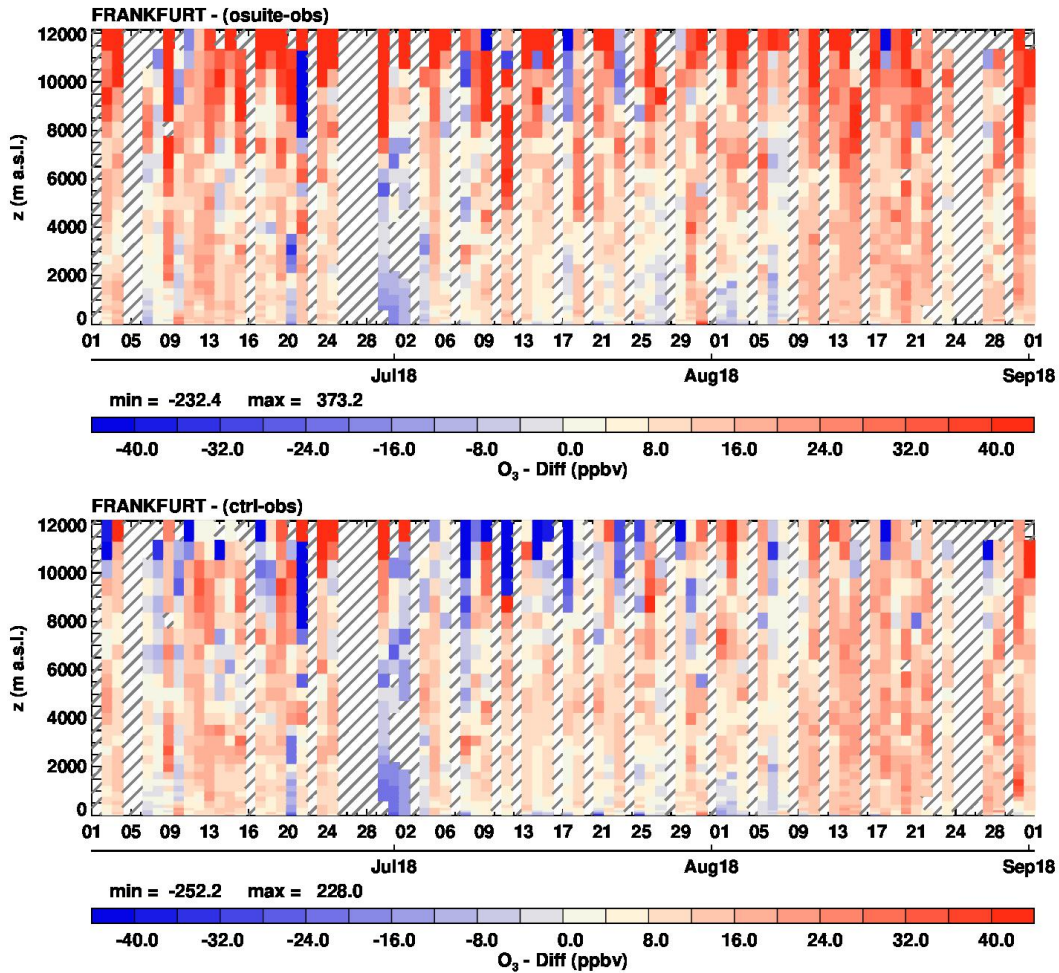 FRANKFURT - (osuite-obs)
12000
10000
8000
6000
4000
2000
0
z (m a.s.l.)
01 05 09 13 16 20 24 28 02 06 09 13 17 21 25 29 01 05 09 12 17 21 24 28 01
Jul18 Aug18 Sep18
min = -232.4 max = 373.2
-40.0 -32.0 -24.0 -16.0 -8.0 0.0 8.0 16.0 24.0 32.0 40.0
O3 - Diff (ppbv)
FRANKFURT - (ctrl-obs)
12000
10000
8000
6000
4000
2000
0
z (m a.s.l.)
01 05 09 13 16 20 24 28 02 06 09 13 17 21 25 29 01 05 09 12 17 21 24 28 01
Jul18 Aug18 Sep18
min = -252.2 max = 228.0
-40.0 -32.0 -24.0 -16.0 -8.0 0.0 8.0 16.0 24.0 32.0 40.0
O3 - Diff (ppbv)